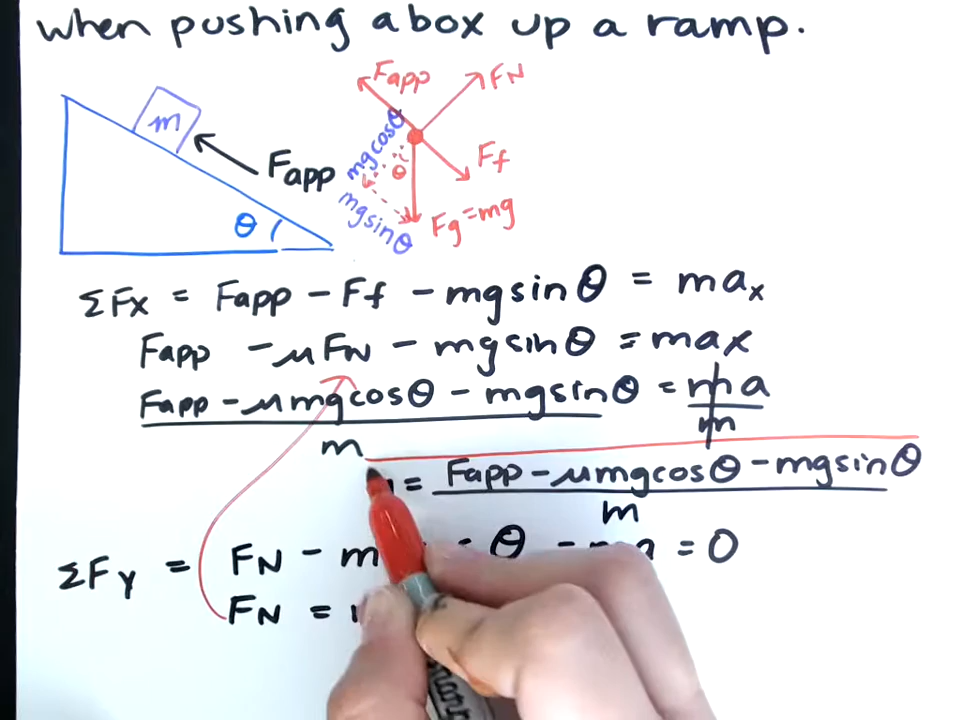 when pushing a box up a ramp.
m
Fapp
θ
Fapp
FN
Ff
Fg=mg
mgcosθ
θ
mgsinθ
ΣFx = Fapp - Ff - mgsinθ = max
Fapp - μFN - mgsinθ = max
Fapp - μmgcosθ - mgsinθ = ma
m m
= Fapp - μmgcosθ - mgsinθ
m
ΣFy = FN - m θ = 0
FN =
marp